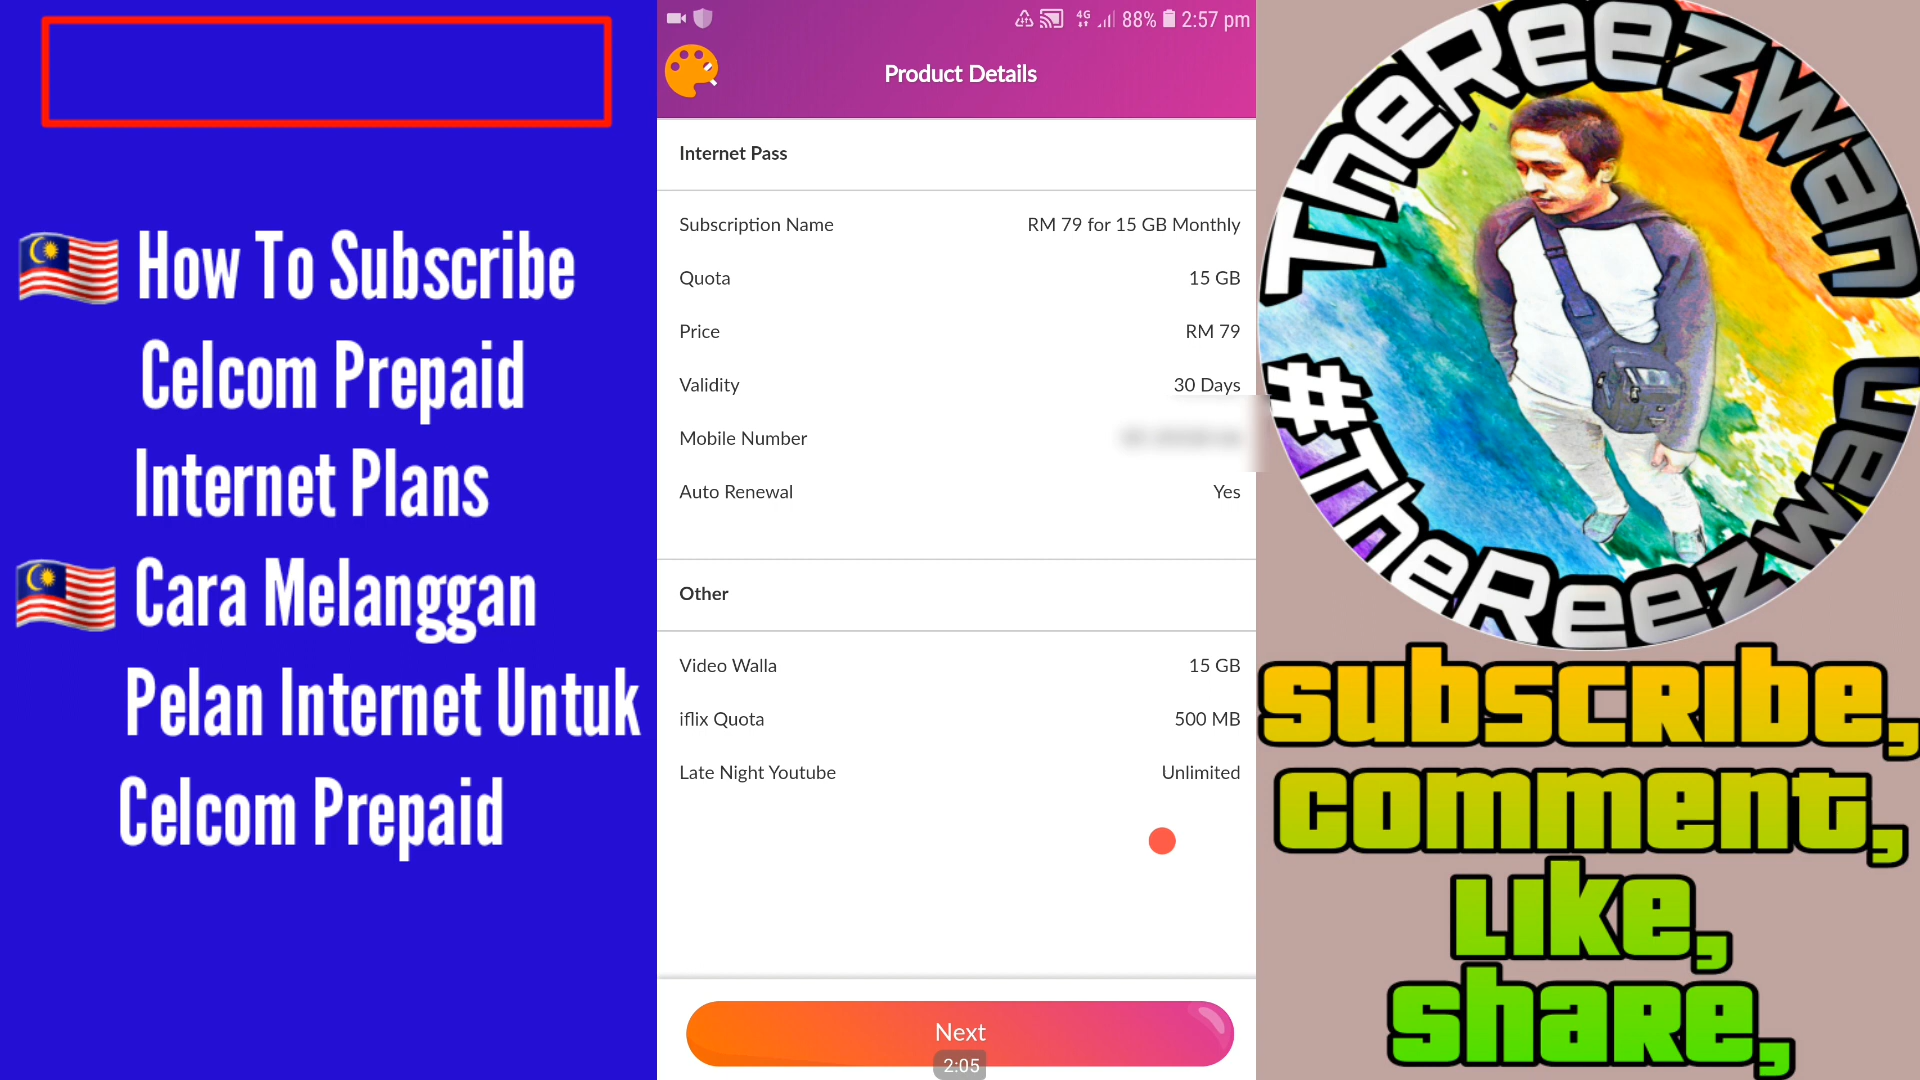 How To Subscribe
Celcom Prepaid
Internet Plans
Cara Melanggan
Pelan Internet Untuk
Celcom Prepaid
4G 88% 2:57 pm
Product Details
Internet Pass
Subscription Name RM 79 for 15 GB Monthly
Quota 15 GB
Price RM 79
Validity 30 Days
Mobile Number
Auto Renewal Yes
Other
Video Walla 15 GB
iflix Quota 500 MB
Late Night Youtube Unlimited
Next
2:05
TheReezwan
#TheReezwan
subscribe,
comment,
Like,
share,